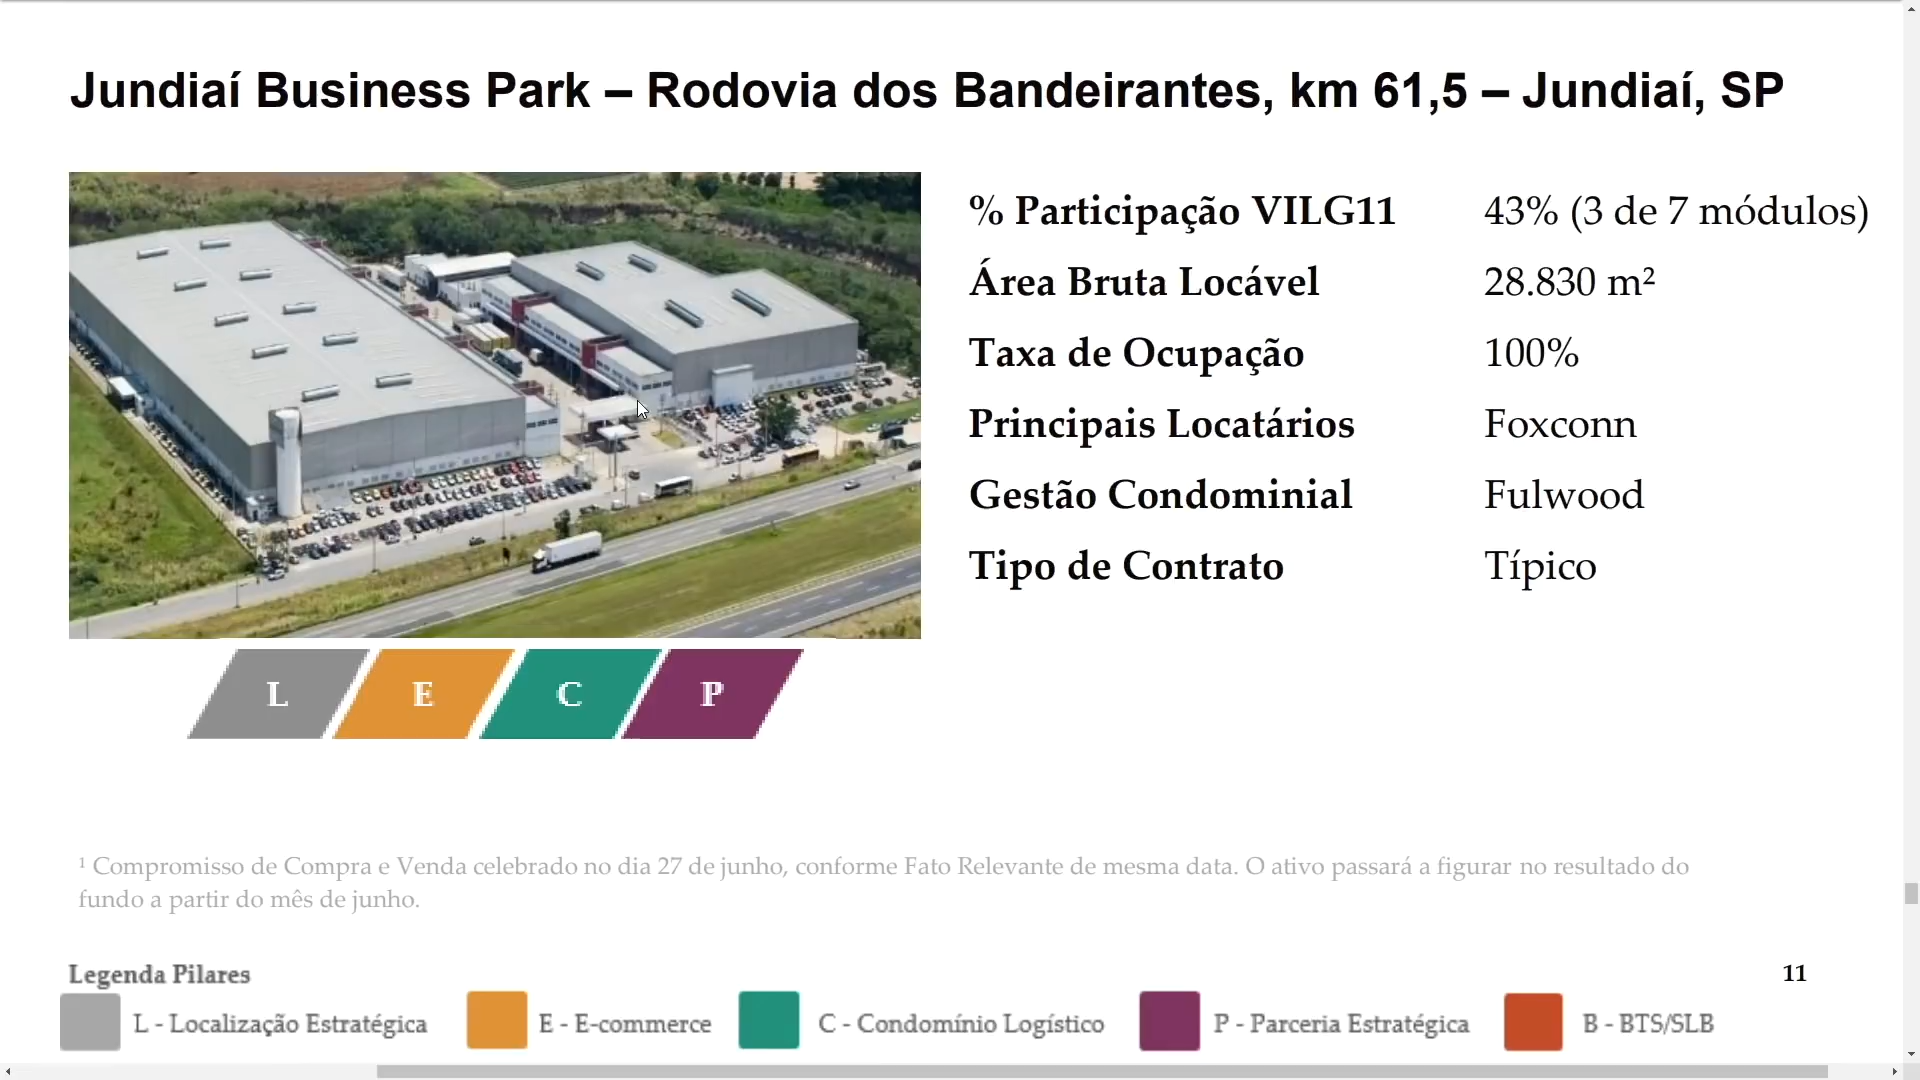 Jundiaí Business Park – Rodovia dos Bandeirantes, km 61,5 – Jundiaí, SP
% Participação VILG11 43% (3 de 7 módulos)
Área Bruta Locável 28.830 m²
Taxa de Ocupação 100%
Principais Locatários Foxconn
Gestão Condominial Fulwood
Tipo de Contrato Típico
L E C P
¹ Compromisso de Compra e Venda celebrado no dia 27 de junho, conforme Fato Relevante de mesma data. O ativo passará a figurar no resultado do
fundo a partir do mês de junho.
Legenda Pilares
11
L - Localização Estratégica E - E-commerce C - Condomínio Logístico P - Parceria Estratégica B - BTS/SLB